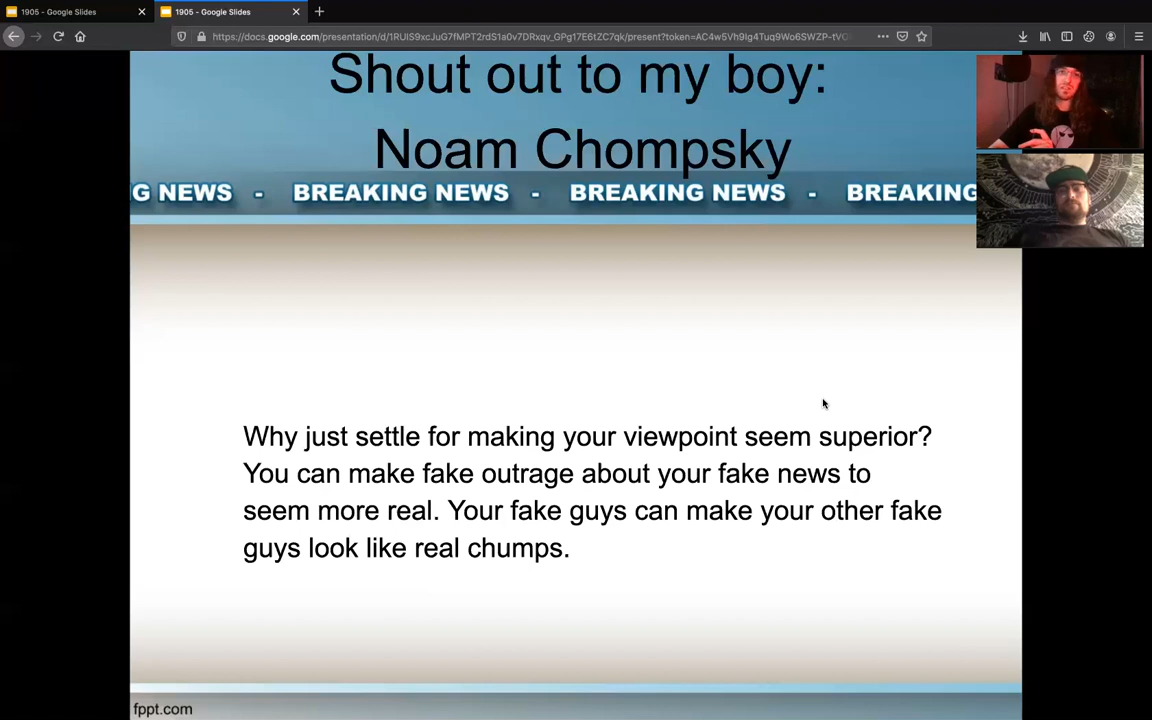 1905 - Google Slides
1905 - Google Slides
Shout out to my boy:
Noam Chompsky
G NEWS - BREAKING NEWS - BREAKING NEWS - BREAKING
Why just settle for making your viewpoint seem superior?
You can make fake outrage about your fake news to
seem more real. Your fake guys can make your other fake
guys look like real chumps.
fppt.com